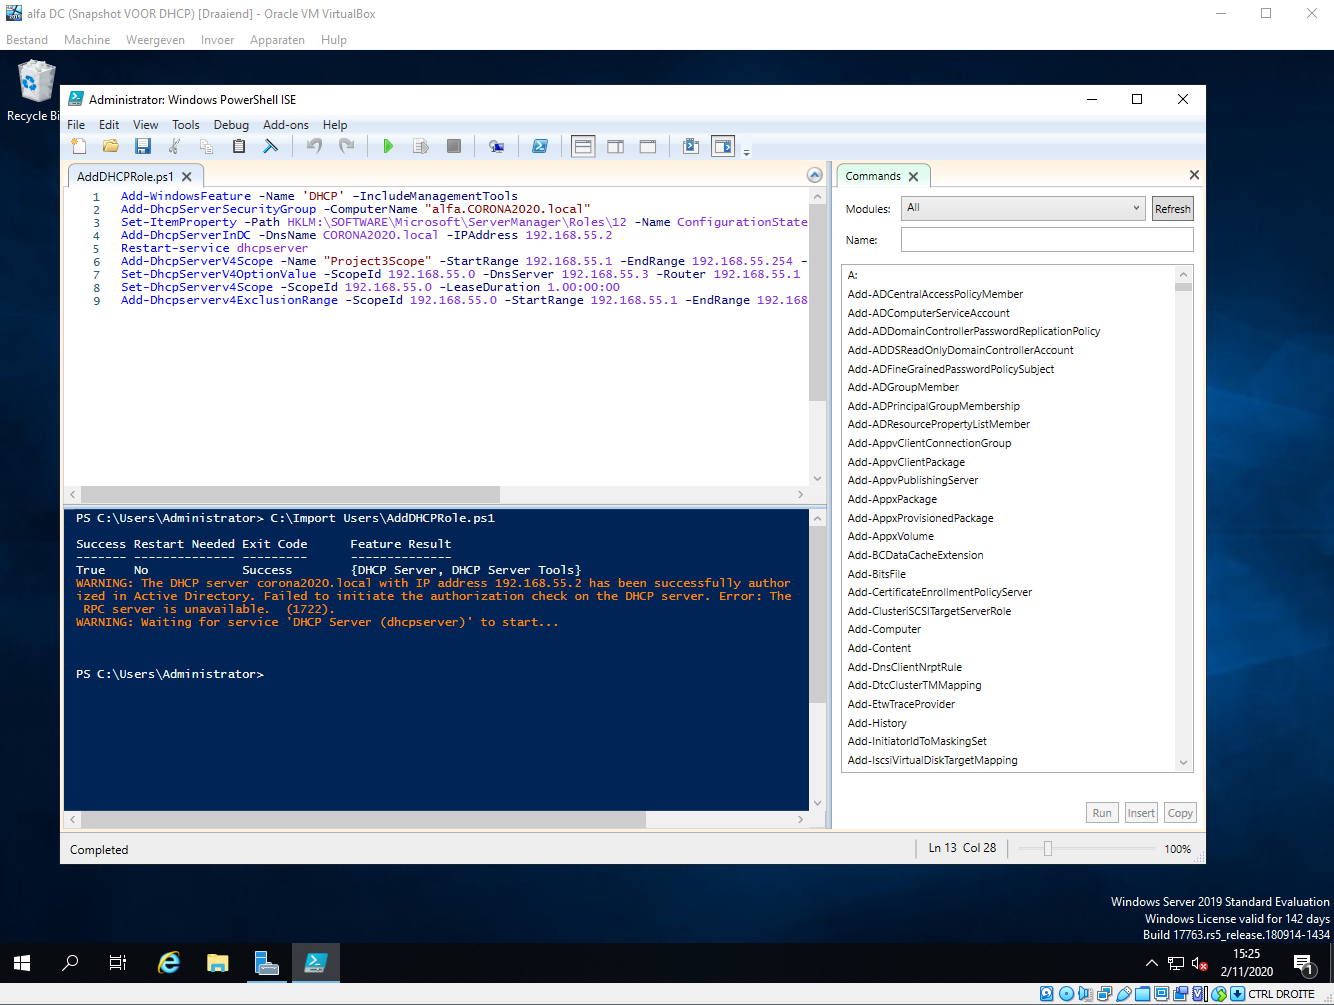 alfa DC (Snapshot VOOR DHCP) [Draaiend] - Oracle VM VirtualBox
Bestand Machine Weergeven Invoer Apparaten Hulp
Recycle Bi
Administrator: Windows PowerShell ISE
File Edit View Tools Debug Add-ons Help
AddDHCPRole.ps1
1 Add-WindowsFeature -Name 'DHCP' -IncludeManagementTools
2 Add-DhcpServerSecurityGroup -ComputerName "alfa.CORONA2020.local"
3 Set-ItemProperty -Path HKLM:\SOFTWARE\Microsoft\ServerManager\Roles\12 -Name ConfigurationState
4 Add-DhcpServerInDC -DnsName CORONA2020.local -IPAddress 192.168.55.2
5 Restart-service dhcpserver
6 Add-DhcpServerV4Scope -Name "Project3Scope" -StartRange 192.168.55.1 -EndRange 192.168.55.254 -
7 Set-DhcpServerV4OptionValue -ScopeId 192.168.55.0 -DnsServer 192.168.55.3 -Router 192.168.55.1
8 Set-Dhcpserverv4Scope -ScopeId 192.168.55.0 -LeaseDuration 1.00:00:00
9 Add-Dhcpserverv4ExclusionRange -ScopeId 192.168.55.0 -StartRange 192.168.55.1 -EndRange 192.168
PS C:\Users\Administrator> C:\Import Users\AddDHCPRole.ps1
Success Restart Needed Exit Code Feature Result
------- -------------- --------- --------------
True No Success {DHCP Server, DHCP Server Tools}
WARNING: The DHCP server corona2020.local with IP address 192.168.55.2 has been successfully author
ized in Active Directory. Failed to initiate the authorization check on the DHCP server. Error: The
RPC server is unavailable. (1722).
WARNING: Waiting for service 'DHCP Server (dhcpserver)' to start...
PS C:\Users\Administrator>
Completed
Ln 13 Col 28
100%
Commands
Modules: All Refresh
Name:
A:
Add-ADCentralAccessPolicyMember
Add-ADComputerServiceAccount
Add-ADDomainControllerPasswordReplicationPolicy
Add-ADDSReadOnlyDomainControllerAccount
Add-ADFineGrainedPasswordPolicySubject
Add-ADGroupMember
Add-ADPrincipalGroupMembership
Add-ADResourcePropertyListMember
Add-AppvClientConnectionGroup
Add-AppvClientPackage
Add-AppvPublishingServer
Add-AppxPackage
Add-AppxProvisionedPackage
Add-AppxVolume
Add-BCDataCacheExtension
Add-BitsFile
Add-CertificateEnrollmentPolicyServer
Add-ClusteriSCSITargetServerRole
Add-Computer
Add-Content
Add-DnsClientNrptRule
Add-DtcClusterTMMapping
Add-EtwTraceProvider
Add-History
Add-InitiatorIdToMaskingSet
Add-IscsiVirtualDiskTargetMapping
Run Insert Copy
Windows Server 2019 Standard Evaluation
Windows License valid for 142 days
Build 17763.rs5_release.180914-1434
15:25
2/11/2020
1
CTRL DROITE